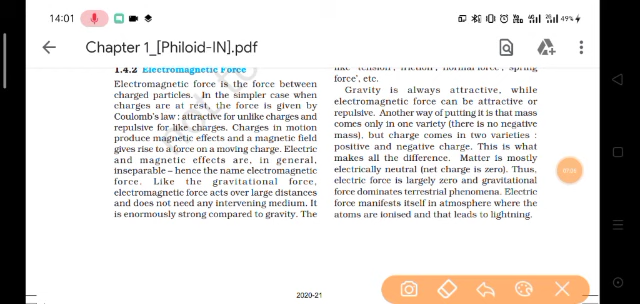 14:01
49%
Chapter 1_[Philoid-IN].pdf
1.4.2 Electromagnetic Force
Electromagnetic force is the force between
charged particles. In the simpler case when
charges are at rest, the force is given by
Coulomb's law : attractive for unlike charges and
repulsive for like charges. Charges in motion
produce magnetic effects and a magnetic field
gives rise to a force on a moving charge. Electric
and magnetic effects are, in general,
inseparable – hence the name electromagnetic
force. Like the gravitational force,
electromagnetic force acts over large distances
and does not need any intervening medium. It
is enormously strong compared to gravity. The
like 'tension', 'friction', 'normal force', 'spring
force', etc.
Gravity is always attractive, while
electromagnetic force can be attractive or
repulsive. Another way of putting it is that mass
comes only in one variety (there is no negative
mass), but charge comes in two varieties :
positive and negative charge. This is what
makes all the difference. Matter is mostly
electrically neutral (net charge is zero). Thus,
electric force is largely zero and gravitational
force dominates terrestrial phenomena. Electric
force manifests itself in atmosphere where the
atoms are ionised and that leads to lightning.
2020-21